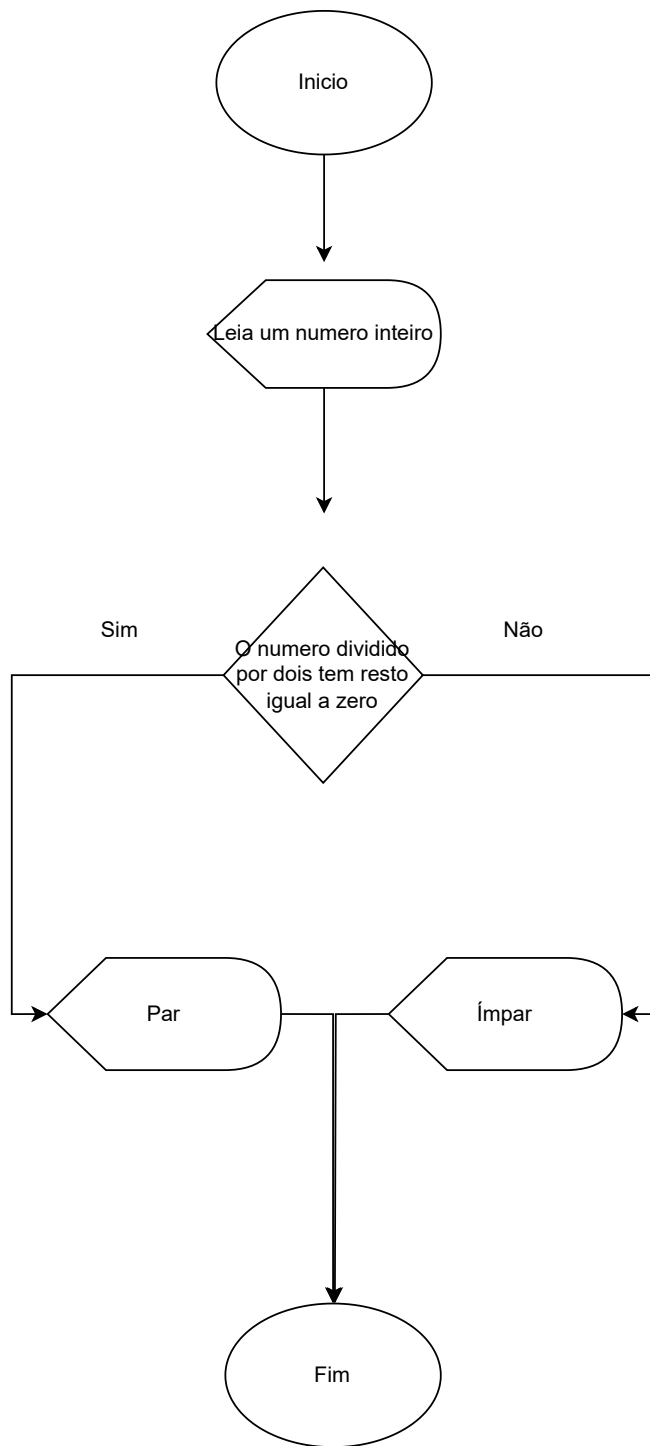 Inicio
Leia um numero inteiro
Sim
Não
O numero dividido
por dois tem resto
igual a zero
Par
Ímpar
Fim